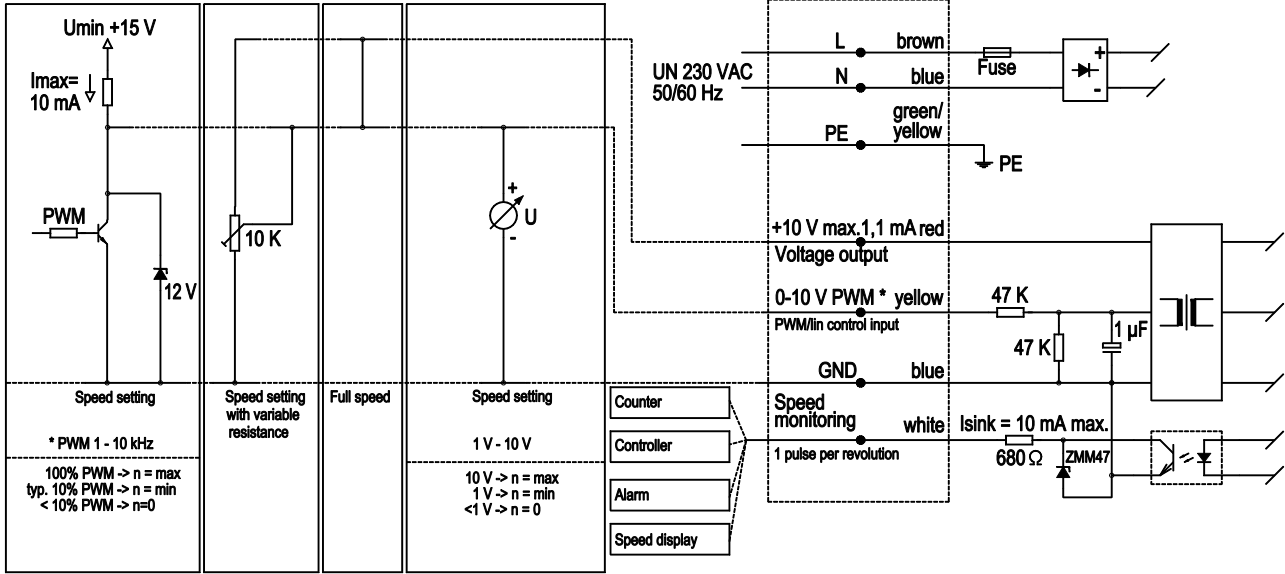 Umin +15 V
Imax=
10 mA
PWM
12 V
Speed setting
* PWM 1 - 10 kHz
100% PWM -> n = max
typ. 10% PWM -> n = min
< 10% PWM -> n=0
10 K
Speed setting
with variable
resistance
Full speed
+
U
-
Speed setting
1 V - 10 V
10 V -> n = max
1 V -> n = min
<1 V -> n = 0
Counter
Controller
Alarm
Speed display
UN 230 VAC
50/60 Hz
L
brown
Fuse
+
N
blue
-
green/
yellow
PE
PE
+10 V max.1,1 mA red
Voltage output
0-10 V PWM * yellow
PWM/lin control input
47 K
47 K
1 µF
GND
blue
Speed
monitoring
white
1 pulse per revolution
Isink = 10 mA max.
680 Ω
ZMM47